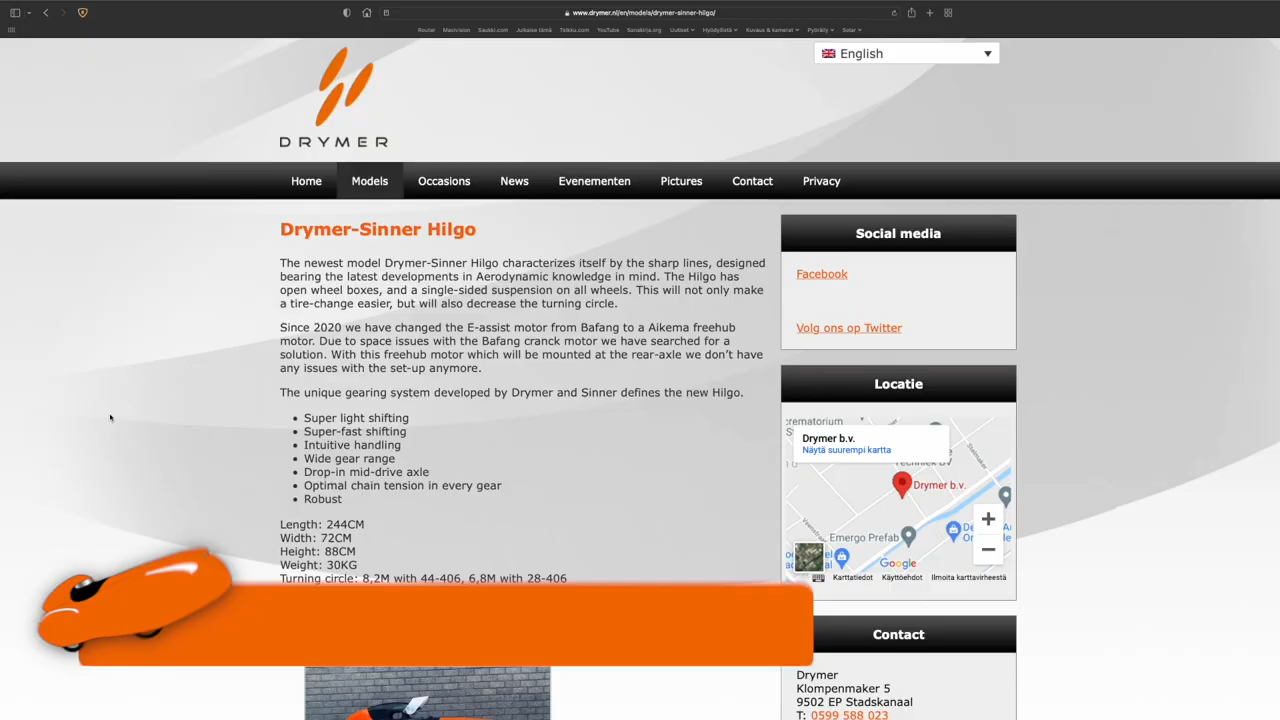 www.drymer.nl/en/models/drymer-sinner-hilgo/
Router Maxivision Saukki.com Julkaise tämä Telkku.com YouTube Sanakirja.org Uutiset Hyödyllistä Kuvaus & kamerat Pyöräily Solar
English
DRYMER
Home Models Occasions News Evenementen Pictures Contact Privacy
Drymer-Sinner Hilgo
The newest model Drymer-Sinner Hilgo characterizes itself by the sharp lines, designed
bearing the latest developments in Aerodynamic knowledge in mind. The Hilgo has
open wheel boxes, and a single-sided suspension on all wheels. This will not only make
a tire-change easier, but will also decrease the turning circle.
Since 2020 we have changed the E-assist motor from Bafang to a Aikema freehub
motor. Due to space issues with the Bafang cranck motor we have searched for a
solution. With this freehub motor which will be mounted at the rear-axle we don't have
any issues with the set-up anymore.
The unique gearing system developed by Drymer and Sinner defines the new Hilgo.
• Super light shifting
• Super-fast shifting
• Intuitive handling
• Wide gear range
• Drop-in mid-drive axle
• Optimal chain tension in every gear
• Robust
Length: 244CM
Width: 72CM
Height: 88CM
Weight: 30KG
Turning circle: 8,2M with 44-406, 6,8M with 28-406
Social media
Facebook
Volg ons op Twitter
Locatie
crematorium
Drymer b.v.
Näytä suurempi kartta
Techniek BV
Stelmaker
Drymer b.v.
Veenstraat
Emergo Prefab
Google
Karttatiedot Käyttöehdot Ilmoita karttavirheestä
Contact
Drymer
Klompenmaker 5
9502 EP Stadskanaal
T: 0599 588 023